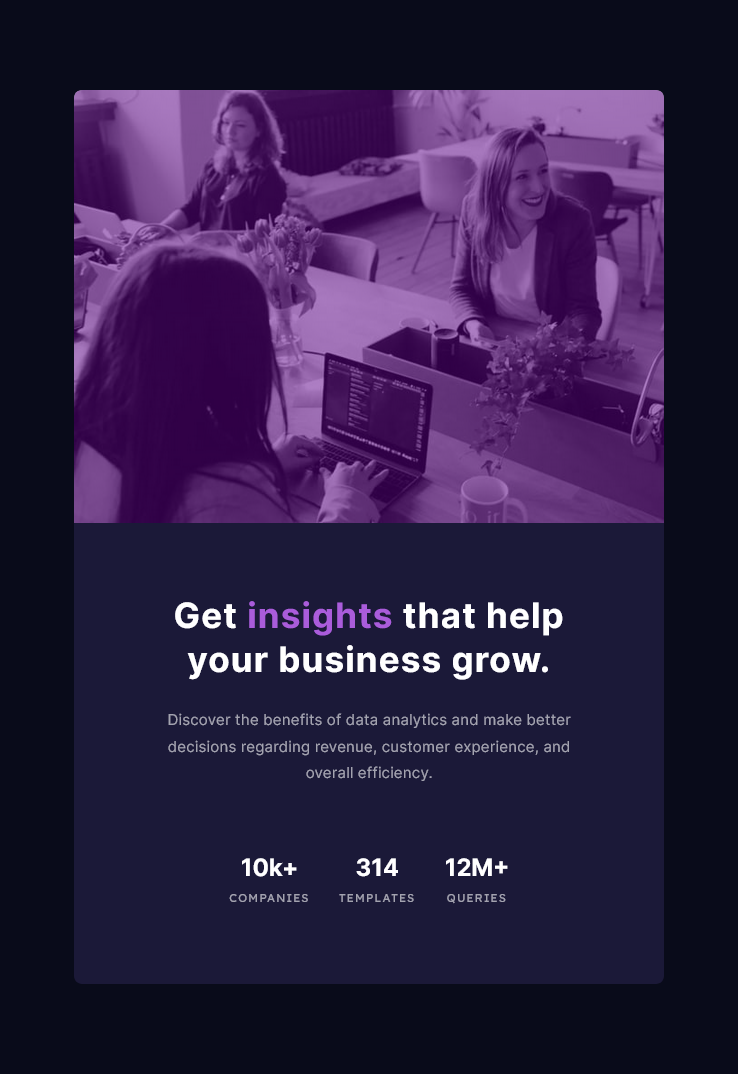 Get insights that help
your business grow.
Discover the benefits of data analytics and make better
decisions regarding revenue, customer experience, and
overall efficiency.
10k+ 314 12M+
COMPANIES TEMPLATES QUERIES